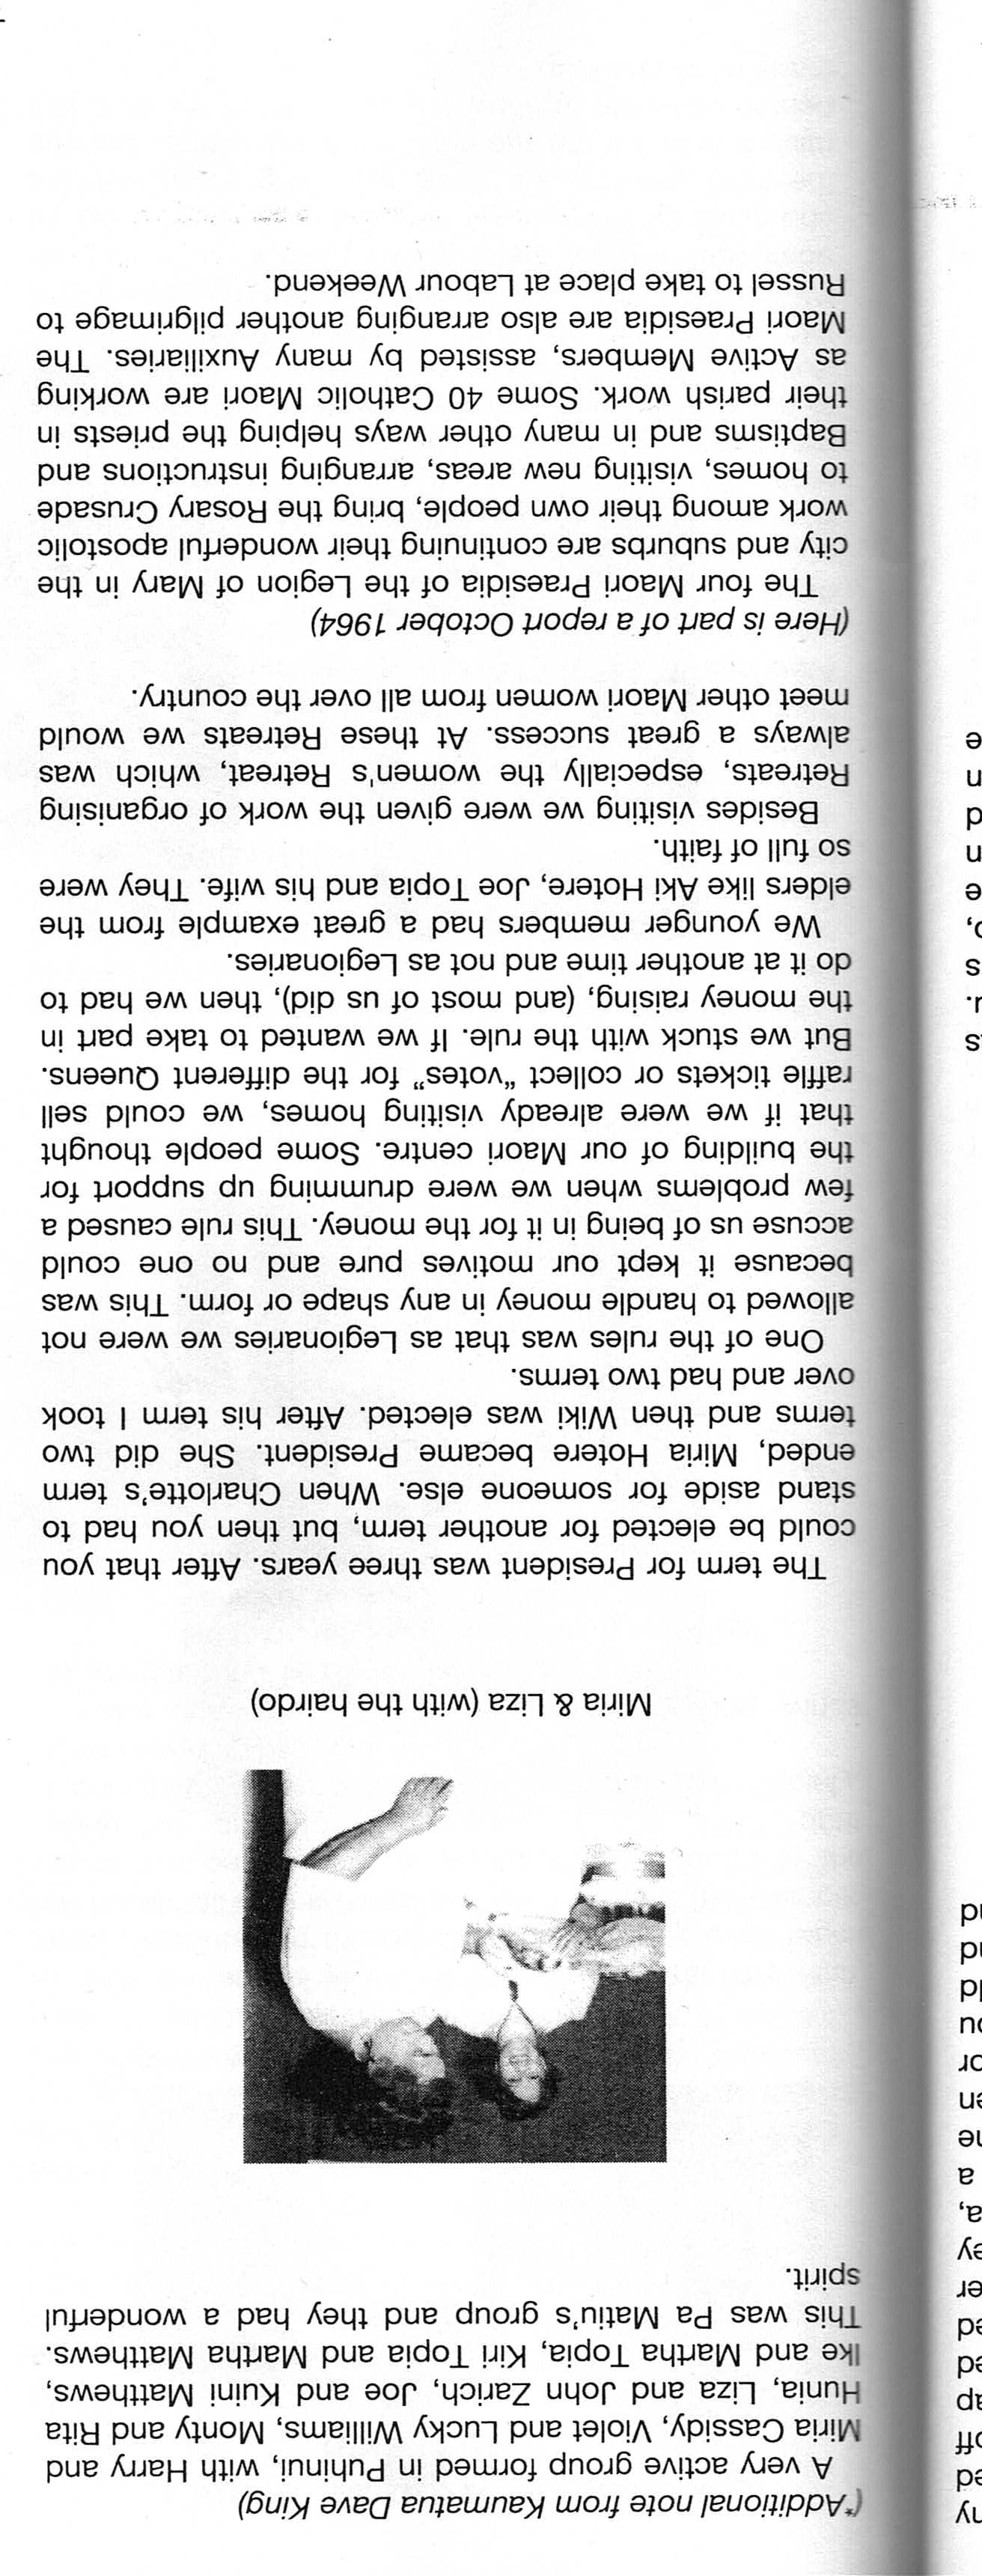 (*Additional note from Kaumatua Dave King)
A very active group formed in Puhinui, with Harry and
Miria Cassidy, Violet and Lucky Williams, Monty and Rita
Hunia, Liza and John Zarich, Joe and Kuini Matthews,
Ike and Martha Topia, Kiri Topia and Martha Matthews.
This was Pa Matiu's group and they had a wonderful
spirit.
Miria & Liza (with the hairdo)
The term for President was three years. After that you
could be elected for another term, but then you had to
stand aside for someone else. When Charlotte's term
ended, Miria Hotere became President. She did two
terms and then Wiki was elected. After his term I took
over and had two terms.
One of the rules was that as Legionaries we were not
allowed to handle money in any shape or form. This was
because it kept our motives pure and no one could
accuse us of being in it for the money. This rule caused a
few problems when we were drumming up support for
the building of our Maori centre. Some people thought
that if we were already visiting homes, we could sell
raffle tickets or collect “votes” for the different Queens.
But we stuck with the rule. If we wanted to take part in
the money raising, (and most of us did), then we had to
do it at another time and not as Legionaries.
We younger members had a great example from the
elders like Aki Hotere, Joe Topia and his wife. They were
so full of faith.
Besides visiting we were given the work of organising
Retreats, especially the women's Retreat, which was
always a great success. At these Retreats we would
meet other Maori women from all over the country.
(Here is part of a report October 1964)
The four Maori Praesidia of the Legion of Mary in the
city and suburbs are continuing their wonderful apostolic
work among their own people, bring the Rosary Crusade
to homes, visiting new areas, arranging instructions and
Baptisms and in many other ways helping the priests in
their parish work. Some 40 Catholic Maori are working
as Active Members, assisted by many Auxiliaries. The
Maori Praesidia are also arranging another pilgrimage to
Russel to take place at Labour Weekend.